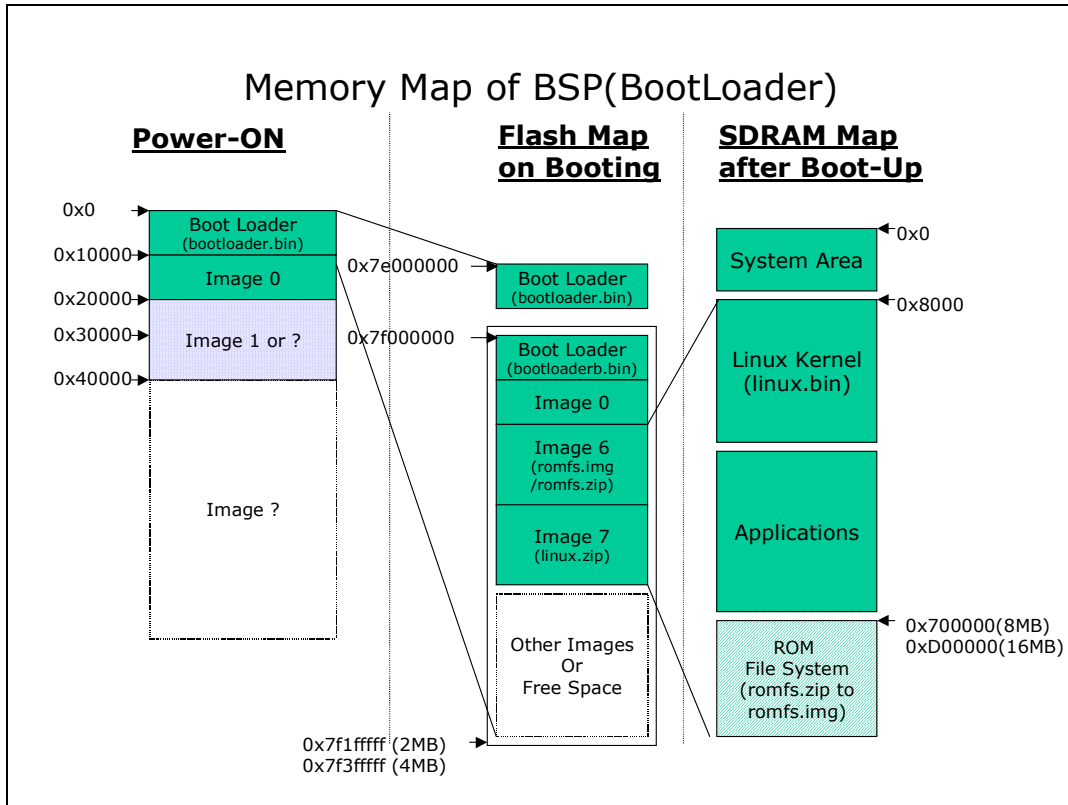 Memory Map of BSP(BootLoader)
Power-ON
0x0
Boot Loader
(bootloader.bin)
0x10000
Image 0
0x20000
0x30000
Image 1 or ?
0x40000
Image ?
Flash Map
on Booting
0x7e000000
Boot Loader
(bootloader.bin)
0x7f000000
Boot Loader
(bootloaderb.bin)
Image 0
Image 6
(romfs.img
/romfs.zip)
Image 7
(linux.zip)
Other Images
Or
Free Space
0x7f1fffff (2MB)
0x7f3fffff (4MB)
SDRAM Map
after Boot-Up
0x0
System Area
0x8000
Linux Kernel
(linux.bin)
Applications
0x700000(8MB)
0xD00000(16MB)
ROM
File System
(romfs.zip to
romfs.img)